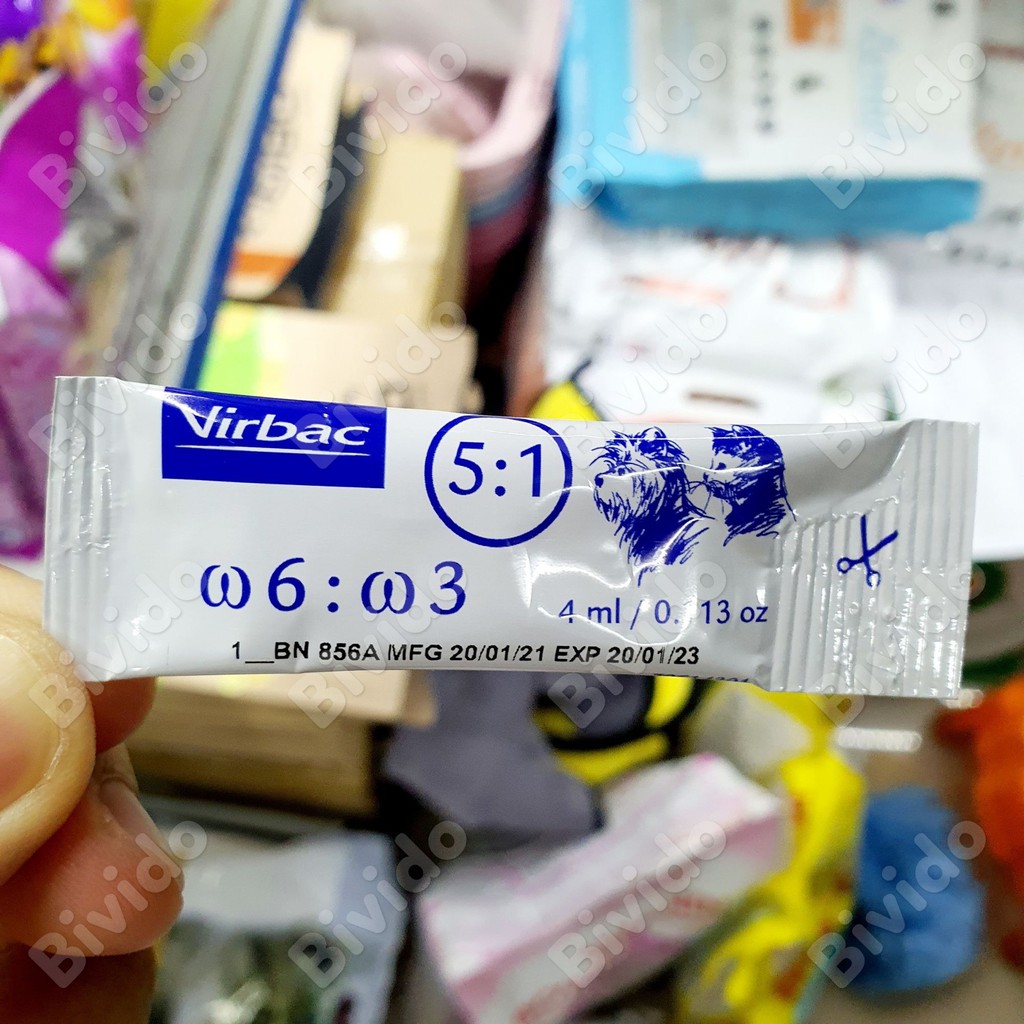 Virbac
5:1
ω6 : ω3
4 ml / 0. 13 oz
1__BN 856A MFG 20/01/21 EXP 20/01/23
Bivido